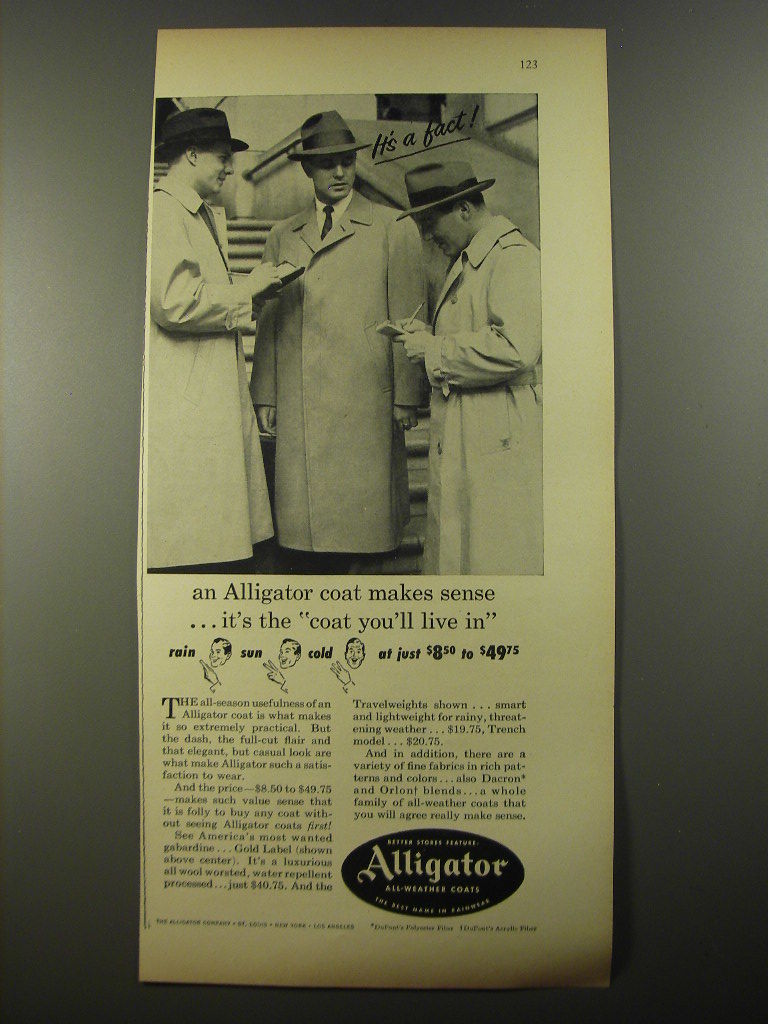 123
It's a fact!
an Alligator coat makes sense
...it's the "coat you'll live in"
rain sun cold at just $8⁵⁰ to $49⁷⁵
THE all-season usefulness of an
Alligator coat is what makes
it so extremely practical. But
the dash, the full-cut flair and
that elegant, but casual look are
what make Alligator such a satis-
faction to wear.
And the price—$8.50 to $49.75
—makes such value sense that
it is folly to buy any coat with-
out seeing Alligator coats first!
See America's most wanted
gabardine... Gold Label (shown
above center). It's a luxurious
all wool worsted, water repellent
processed...just $40.75. And the
Travelweights shown... smart
and lightweight for rainy, threat-
ening weather... $19.75, Trench
model... $20.75.
And in addition, there are a
variety of fine fabrics in rich pat-
terns and colors...also Dacron*
and Orlon† blends...a whole
family of all-weather coats that
you will agree really make sense.
BETTER STORES FEATURE:
Alligator
ALL-WEATHER COATS
THE BEST NAME IN RAINWEAR
THE ALLIGATOR COMPANY • ST. LOUIS • NEW YORK • LOS ANGELES
*DuPont's Polyester Fiber †DuPont's Acrylic Fiber